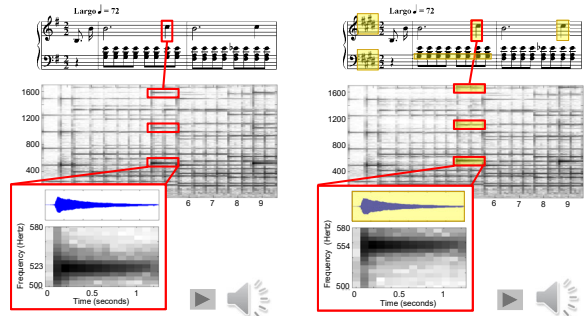 Largo ♩ = 72
1600
1200
800
400
6 7 8 9
580
523
500
Frequency (Hertz)
0 0.5 1
Time (seconds)
Largo ♩ = 72
1600
1200
800
400
6 7 8 9
580
554
500
Frequency (Hertz)
0 0.5 1
Time (seconds)